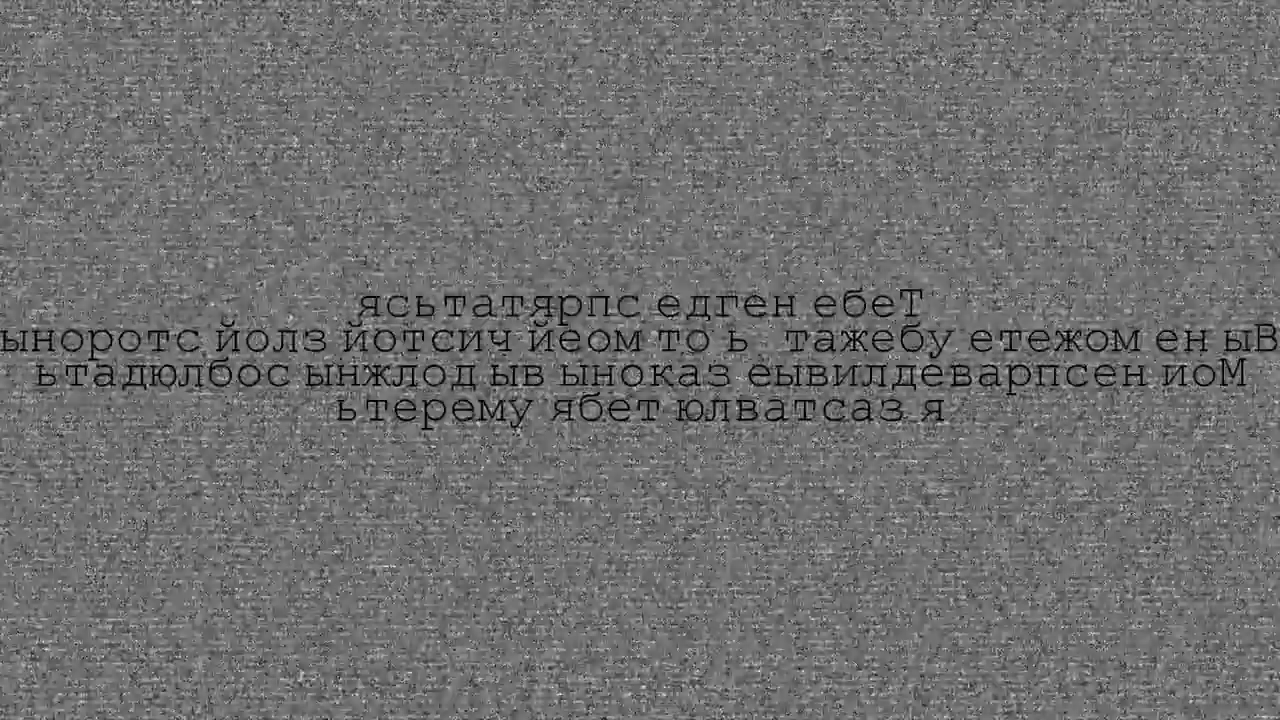 ясьтатярпс едген ебеТ
ыноротс йолз йотсич йеом то ь тажебу етежом ен ыВ
ьтадюлбос ынжлод ыв ыноказ еывилдеварпсен иоМ
ьтерему ябет юлватсаз я